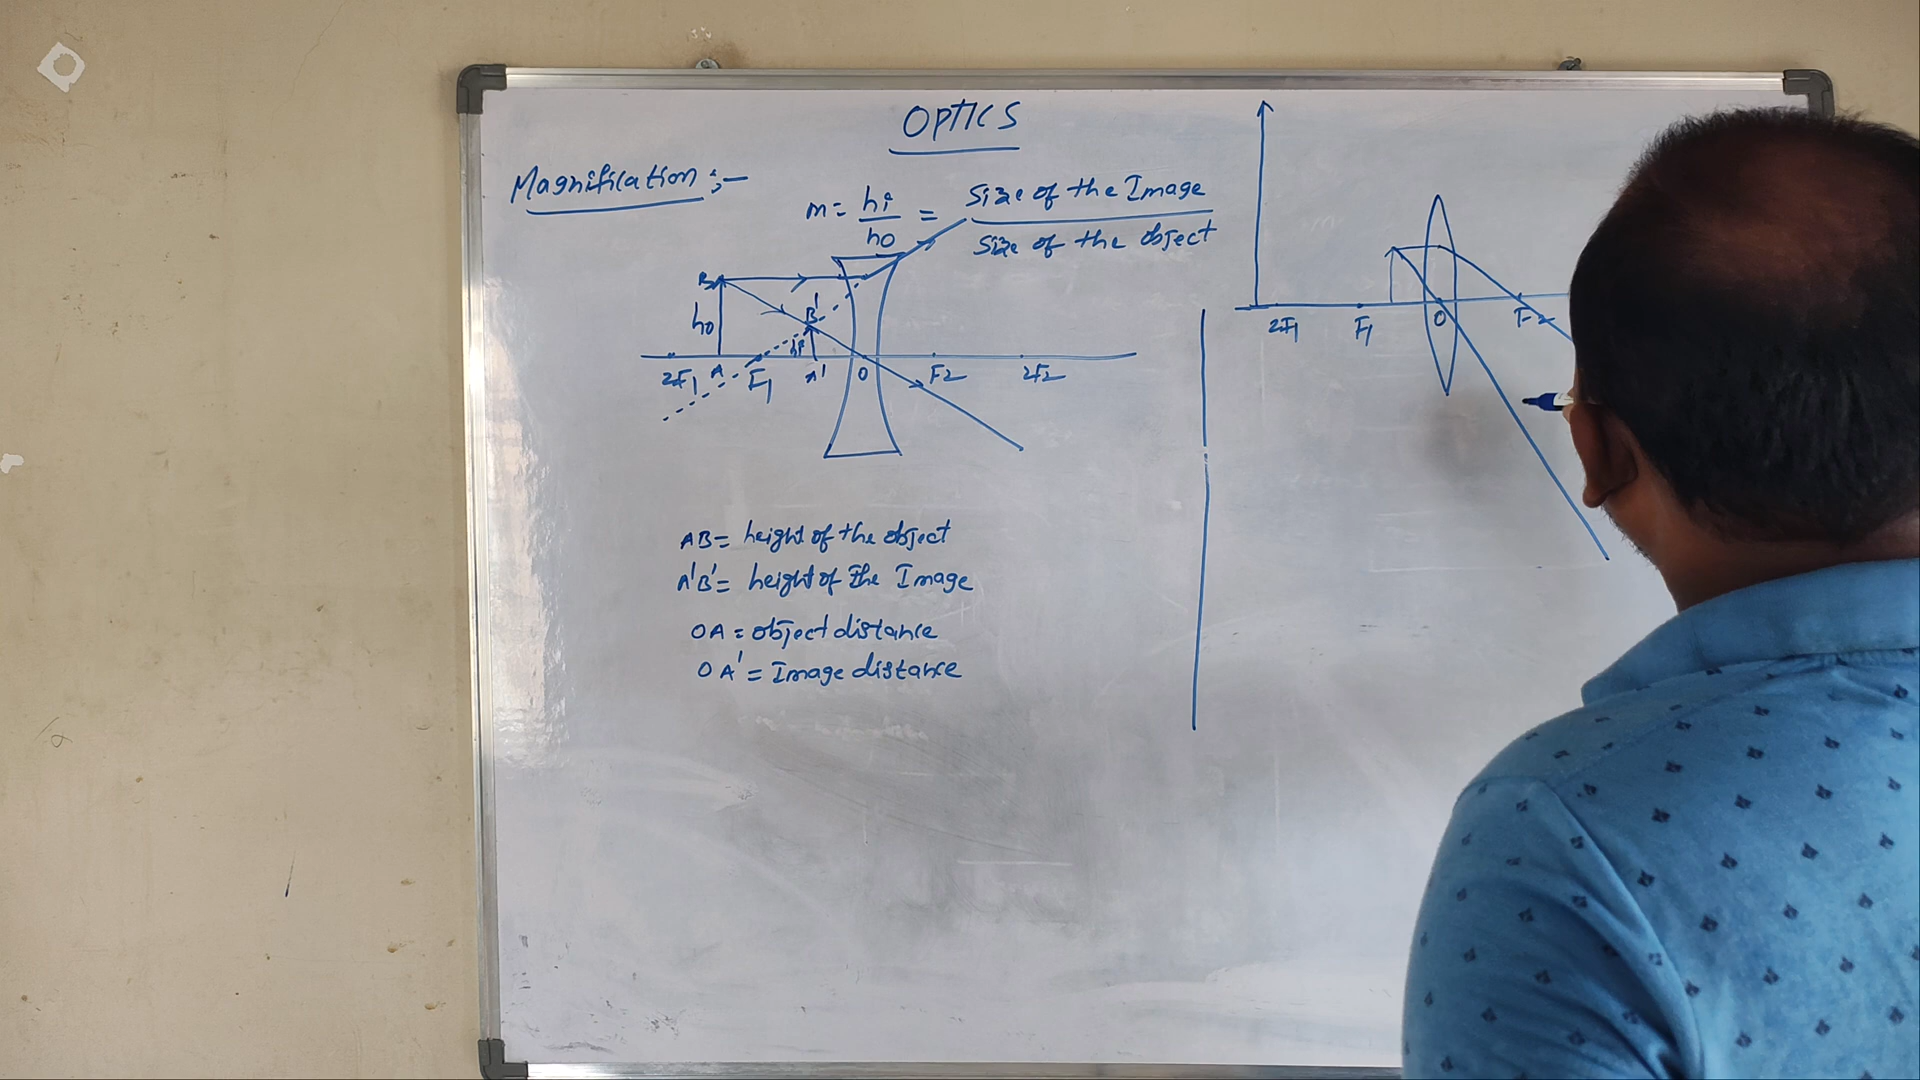 OPTICS
Magnification :-
m = hi/ho = Size of the Image / Size of the object
B
ho
B'
hi
2F1 A F1 A' O F2 2F2
AB = height of the object
A'B' = height of the Image
OA = object distance
OA' = Image distance
2F1 F1 O F2